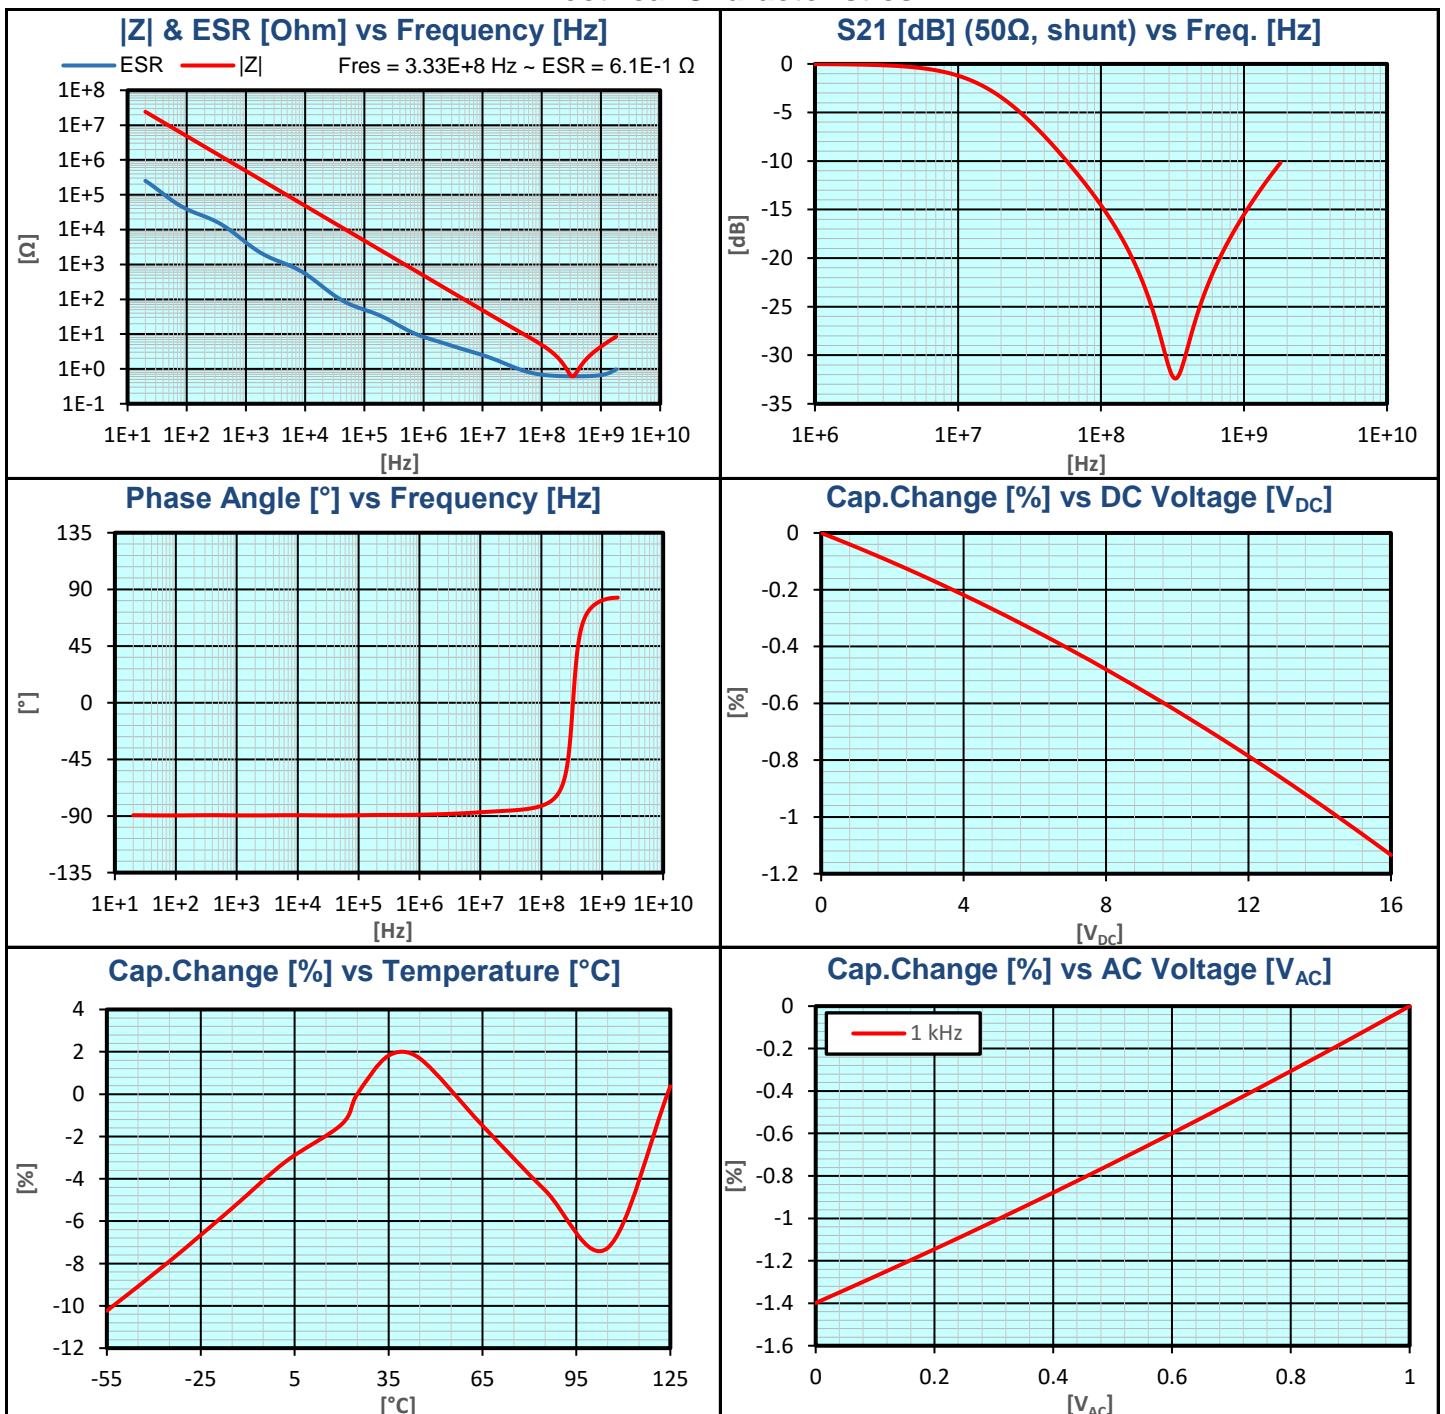 |Z| & ESR [Ohm] vs Frequency [Hz]
ESR |Z| Fres = 3.33E+8 Hz ~ ESR = 6.1E-1 Ω
1E+8
1E+7
1E+6
1E+5
1E+4
1E+3
1E+2
1E+1
1E+0
1E-1
[Ω]
1E+1 1E+2 1E+3 1E+4 1E+5 1E+6 1E+7 1E+8 1E+9 1E+10
[Hz]
S21 [dB] (50Ω, shunt) vs Freq. [Hz]
0
-5
-10
-15
-20
-25
-30
-35
[dB]
1E+6 1E+7 1E+8 1E+9 1E+10
[Hz]
Phase Angle [°] vs Frequency [Hz]
135
90
45
0
-45
-90
-135
[°]
1E+1 1E+2 1E+3 1E+4 1E+5 1E+6 1E+7 1E+8 1E+9 1E+10
[Hz]
Cap.Change [%] vs DC Voltage [VDC]
0
-0.2
-0.4
-0.6
-0.8
-1
-1.2
[%]
0 4 8 12 16
[VDC]
Cap.Change [%] vs Temperature [°C]
4
2
0
-2
-4
-6
-8
-10
-12
[%]
-55 -25 5 35 65 95 125
[°C]
Cap.Change [%] vs AC Voltage [VAC]
1 kHz
0
-0.2
-0.4
-0.6
-0.8
-1
-1.2
-1.4
-1.6
[%]
0 0.2 0.4 0.6 0.8 1
[VAC]